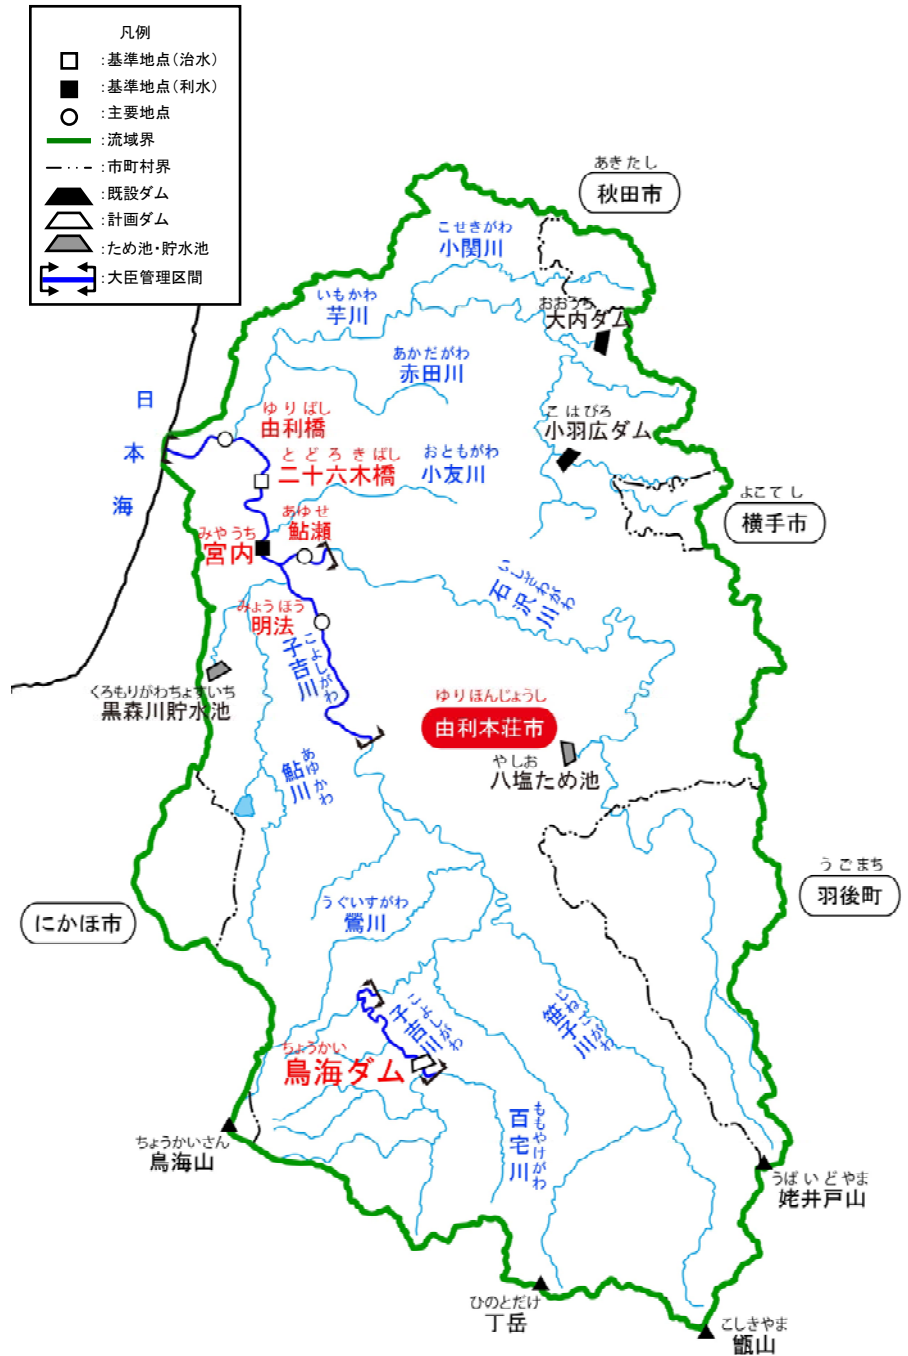 凡例
:基準地点(治水)
:基準地点(利水)
:主要地点
:流域界
:市町村界
:既設ダム
:計画ダム
:ため池・貯水池
:大臣管理区間
あきたし
秋田市
こせきがわ
小関川
いもかわ
芋川
おおうち
大内ダム
あかだがわ
赤田川
日本海
ゆりばし
由利橋
こはびろ
小羽広ダム
とどろきばし
二十六木橋
おともがわ
小友川
よこてし
横手市
あゆせ
鮎瀬
みやうち
宮内
いしざわがわ
石沢川
みょうほう
明法
こよしがわ
子吉川
くろもりがわちょすいち
黒森川貯水池
ゆりほんじょうし
由利本荘市
やしお
八塩ため池
あゆかわ
鮎川
うごまち
羽後町
にかほ市
うぐいすがわ
鶯川
こよしがわ
子吉川
じねごがわ
笹子川
ちょうかい
鳥海ダム
ももやけがわ
百宅川
ちょうかいさん
鳥海山
うばいどやま
姥井戸山
ひのとだけ
丁岳
こしきやま
甑山